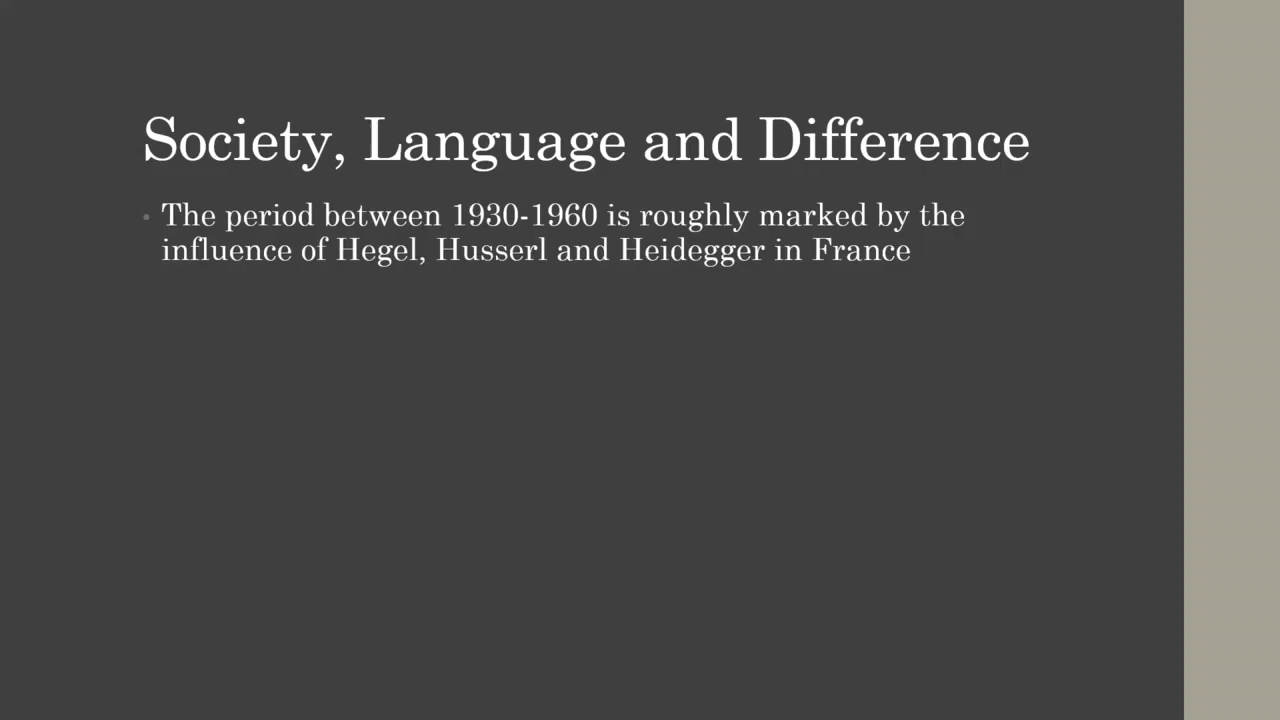 Society, Language and Difference
• The period between 1930-1960 is roughly marked by the
influence of Hegel, Husserl and Heidegger in France